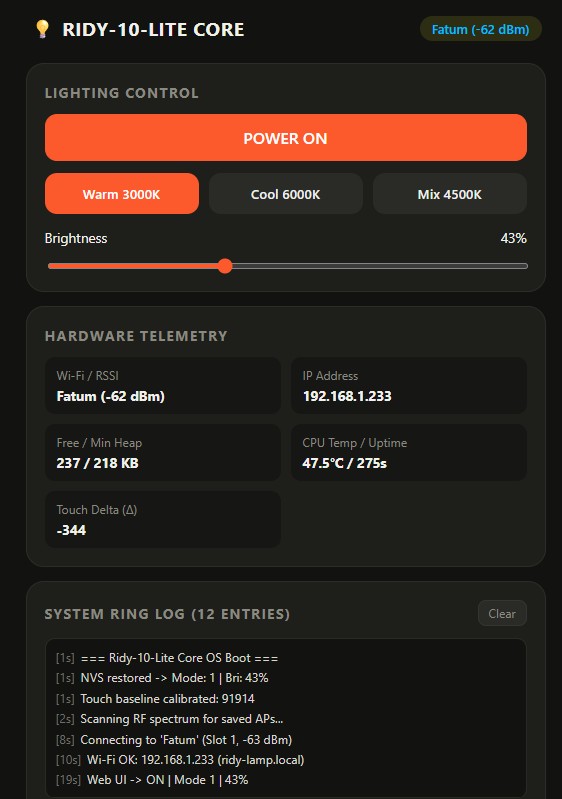 RIDY-10-LITE CORE
Fatum (-62 dBm)
LIGHTING CONTROL
POWER ON
Warm 3000K
Cool 6000K
Mix 4500K
Brightness
43%
HARDWARE TELEMETRY
Wi-Fi / RSSI
Fatum (-62 dBm)
IP Address
192.168.1.233
Free / Min Heap
237 / 218 KB
CPU Temp / Uptime
47.5°C / 275s
Touch Delta (Δ)
-344
SYSTEM RING LOG (12 ENTRIES)
Clear
[1s] === Ridy-10-Lite Core OS Boot ===
[1s] NVS restored -> Mode: 1 | Bri: 43%
[1s] Touch baseline calibrated: 91914
[2s] Scanning RF spectrum for saved APs...
[8s] Connecting to 'Fatum' (Slot 1, -63 dBm)
[10s] Wi-Fi OK: 192.168.1.233 (ridy-lamp.local)
[19s] Web UI -> ON | Mode 1 | 43%